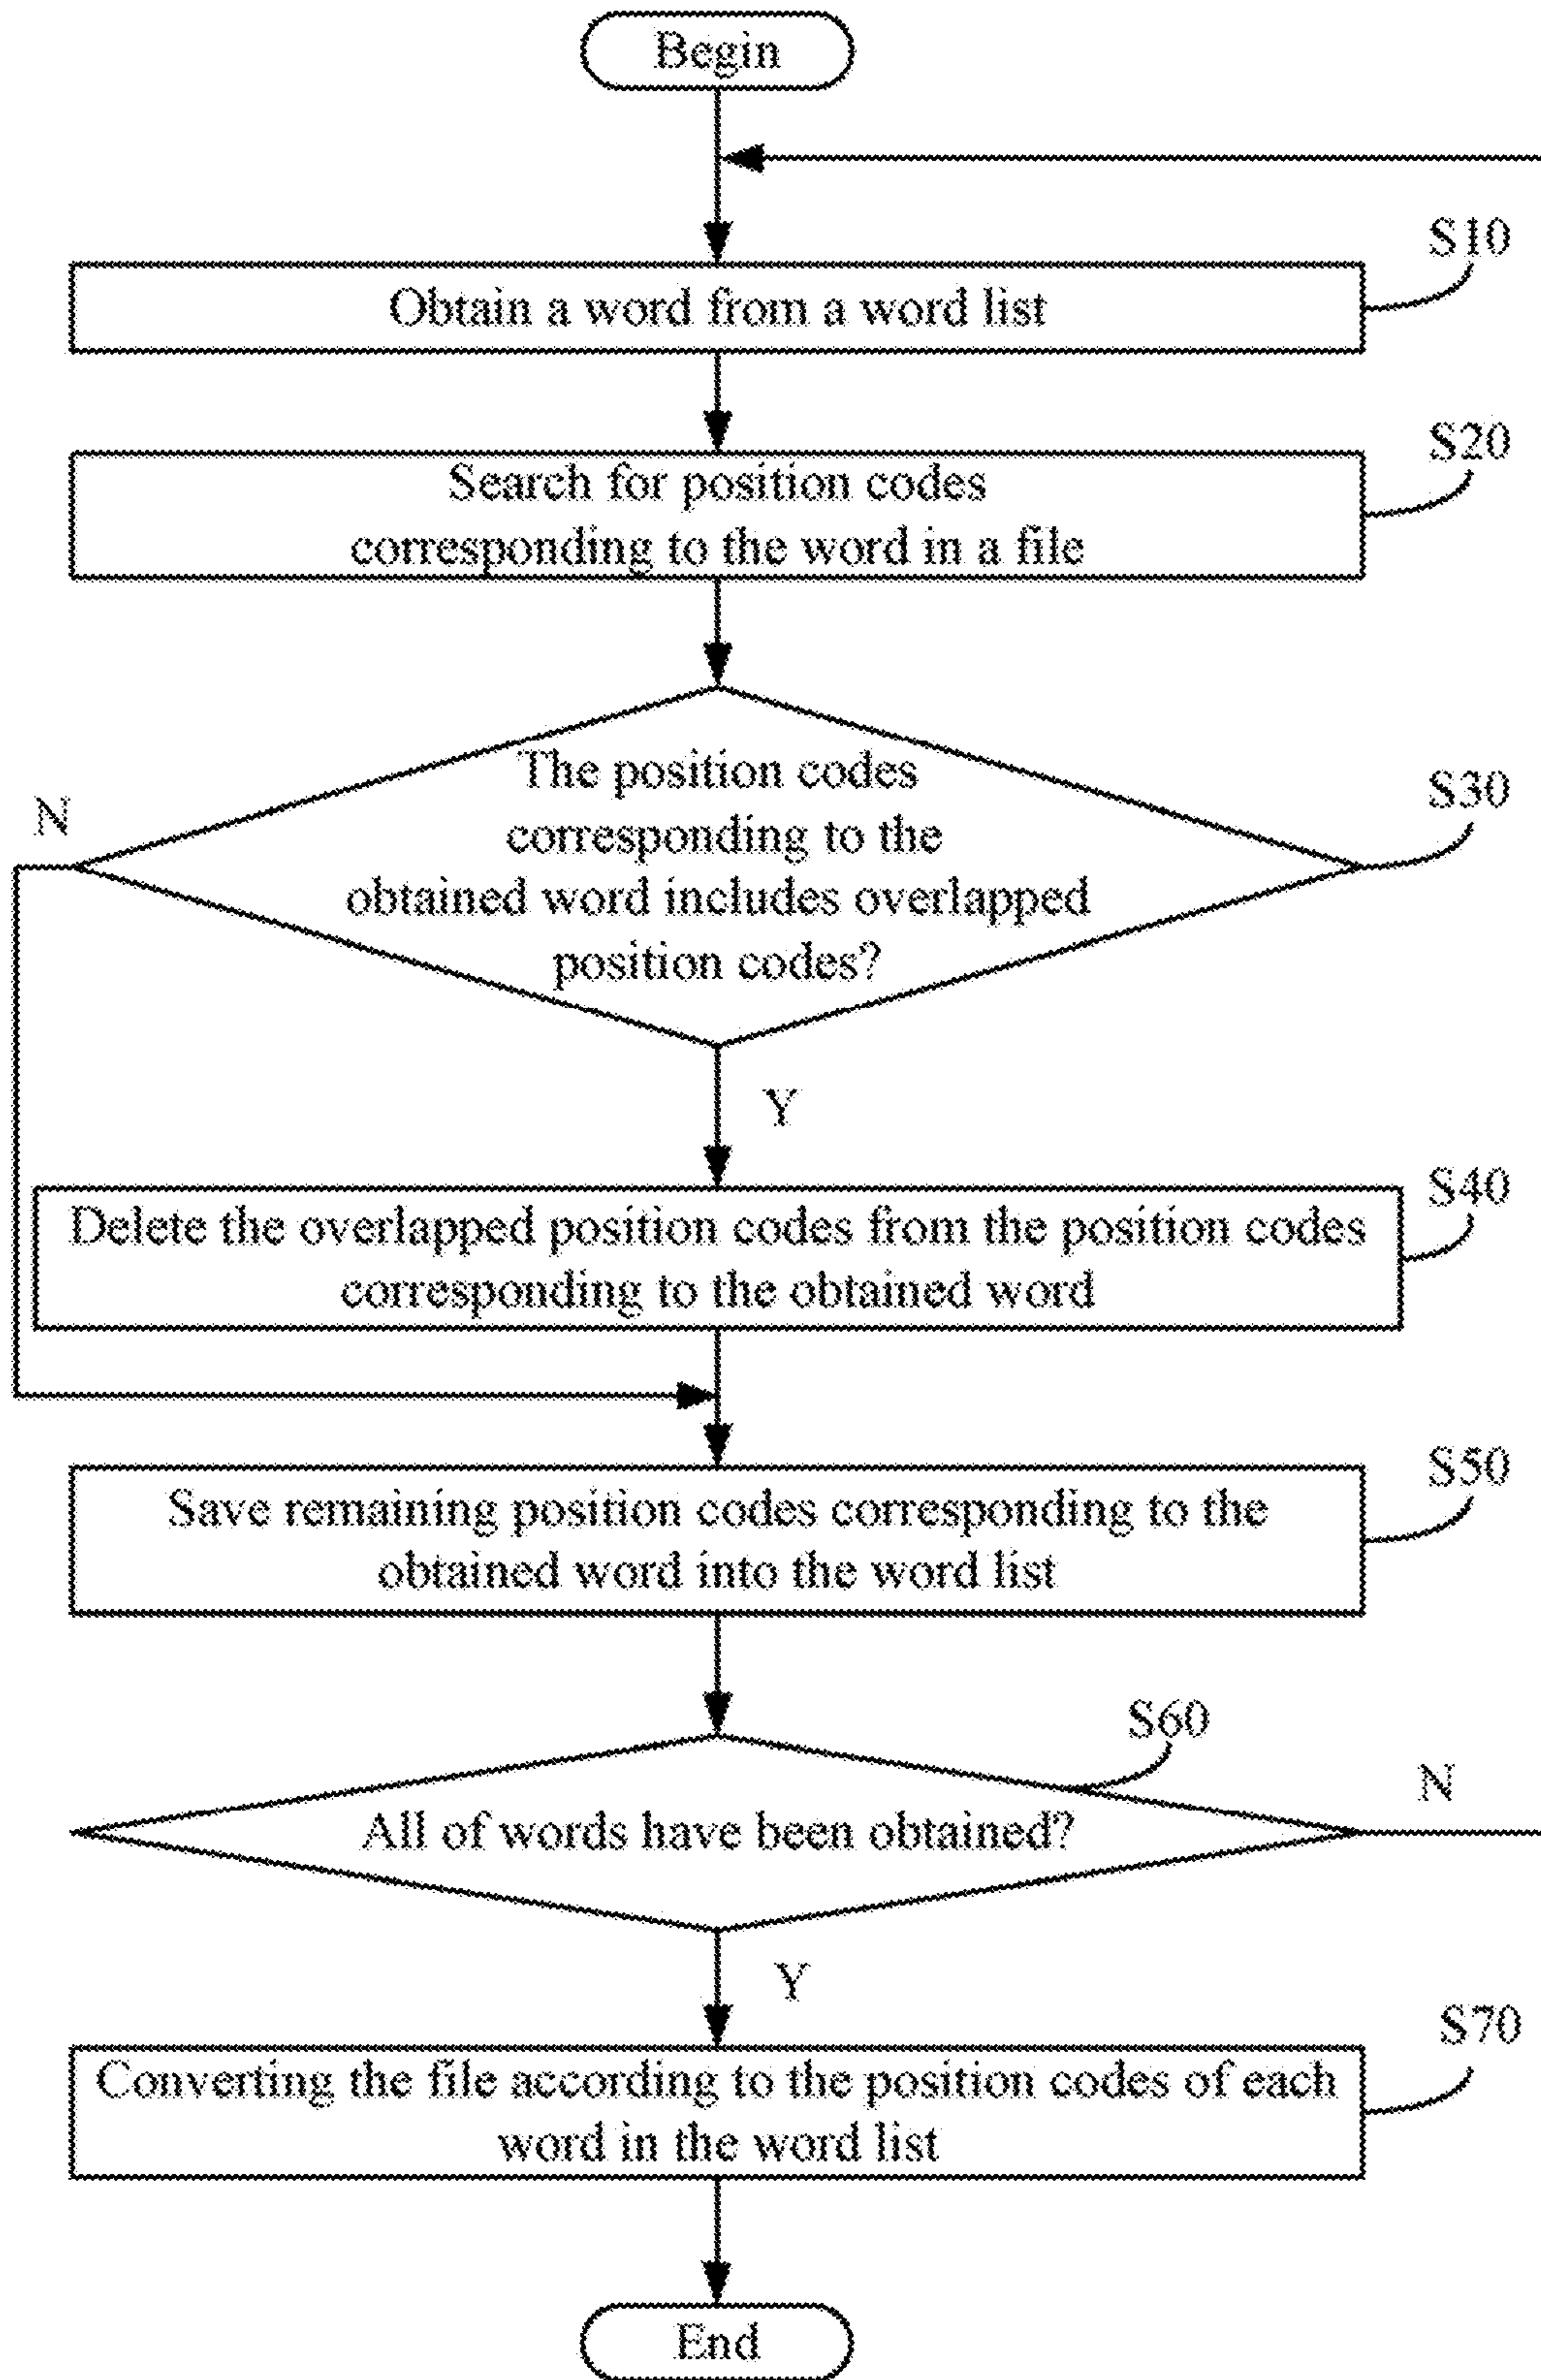 Begin
S10
Obtain a word from a word list
S20
Search for position codes
corresponding to the word in a file
S30
N
The position codes
corresponding to the
obtained word includes overlapped
position codes?
Y
S40
Delete the overlapped position codes from the position codes
corresponding to the obtained word
S50
Save remaining position codes corresponding to the
obtained word into the word list
S60
N
All of words have been obtained?
Y
S70
Converting the file according to the position codes of each
word in the word list
End